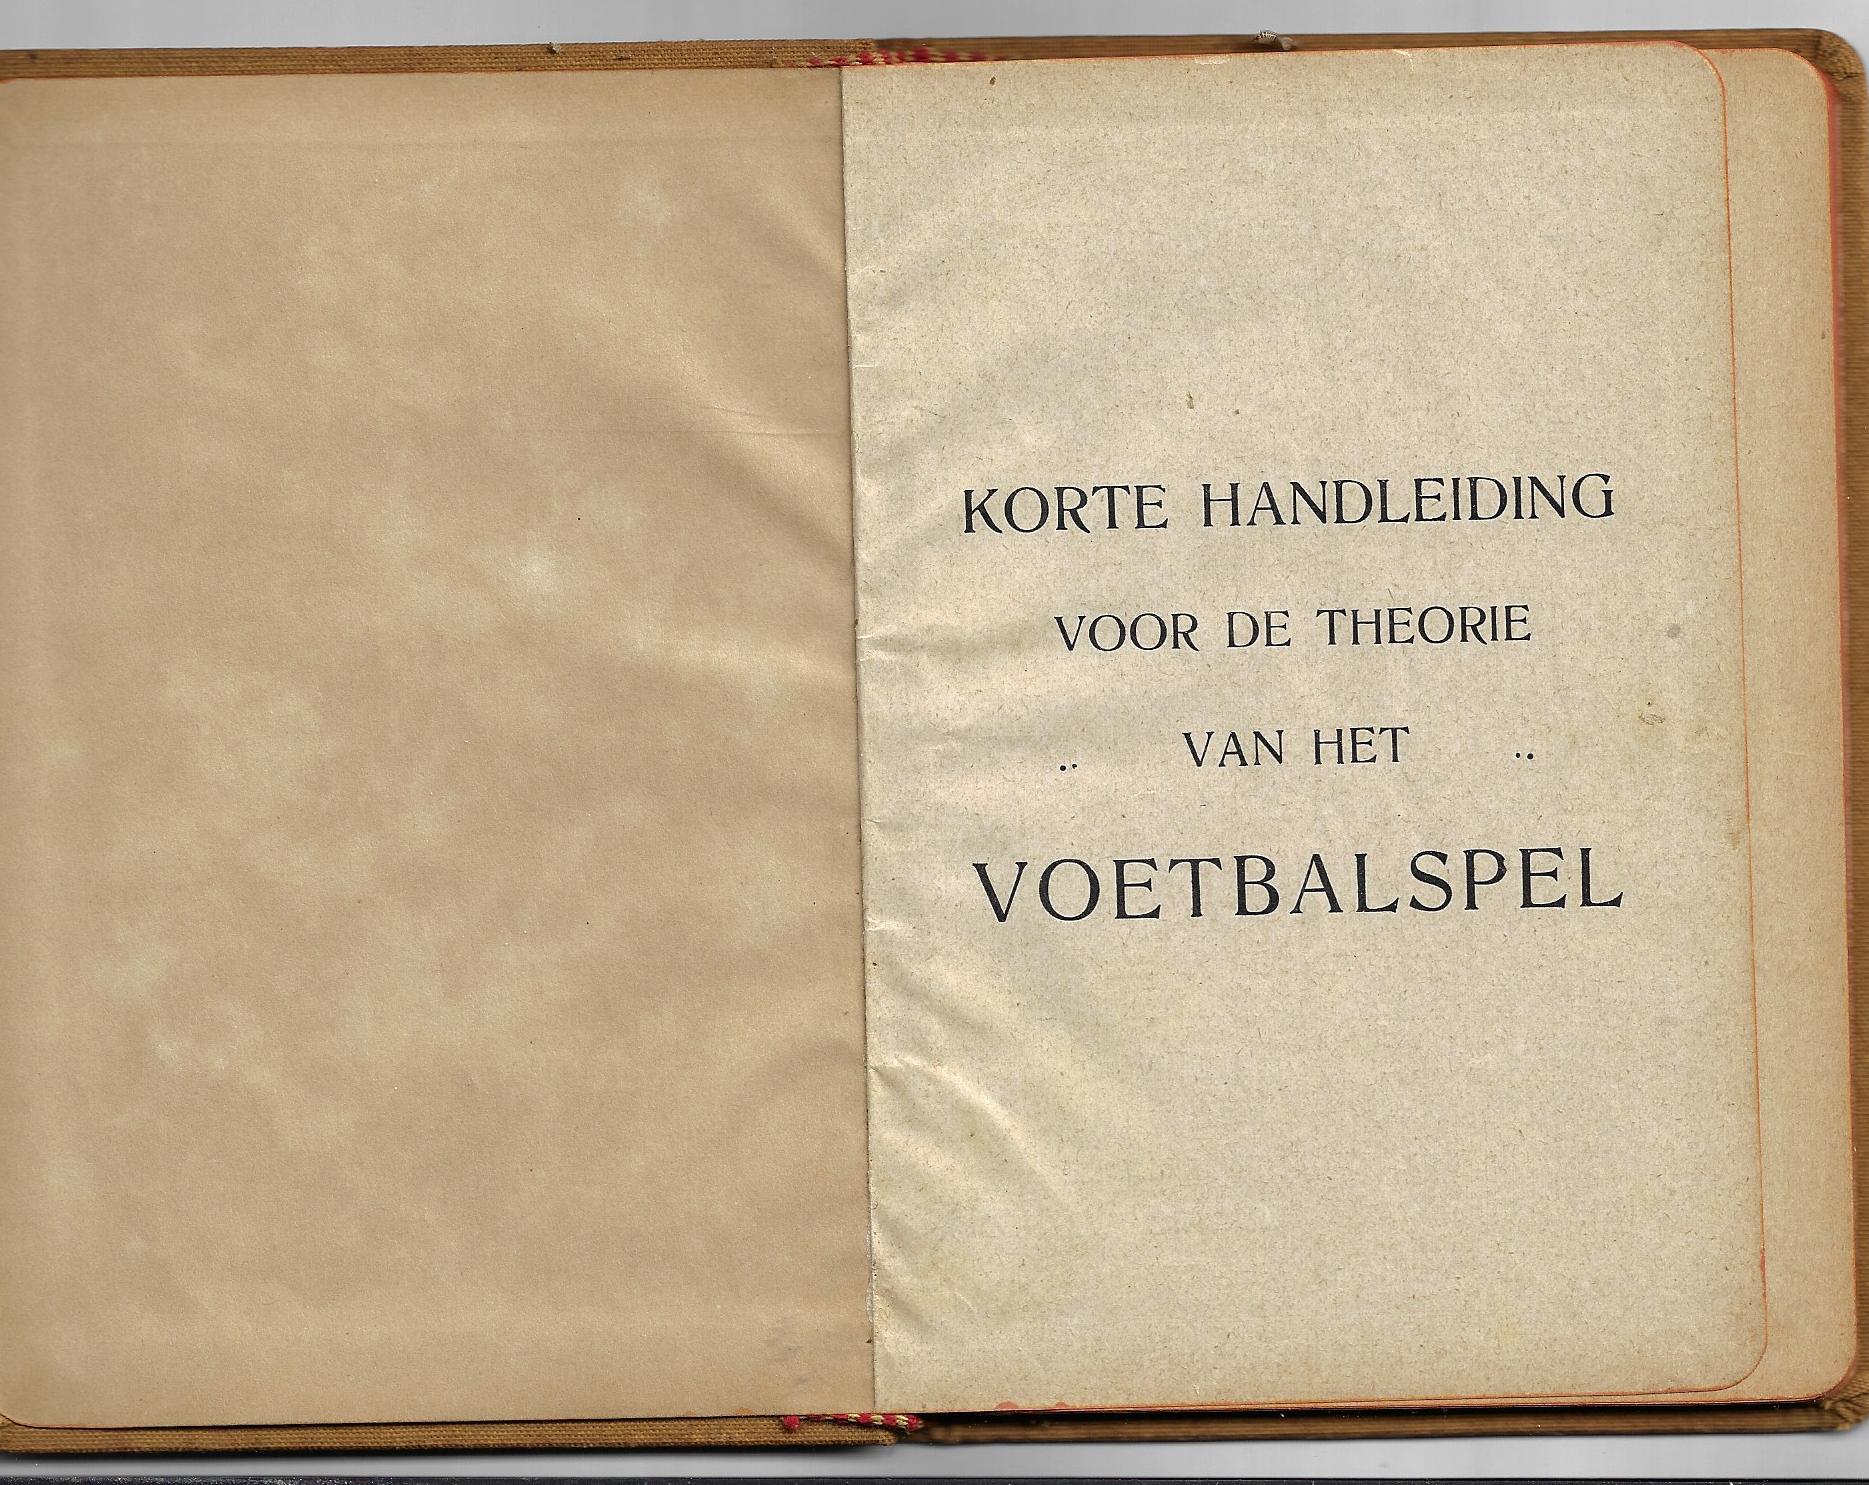 KORTE HANDLEIDING
VOOR DE THEORIE
.. VAN HET ..
VOETBALSPEL